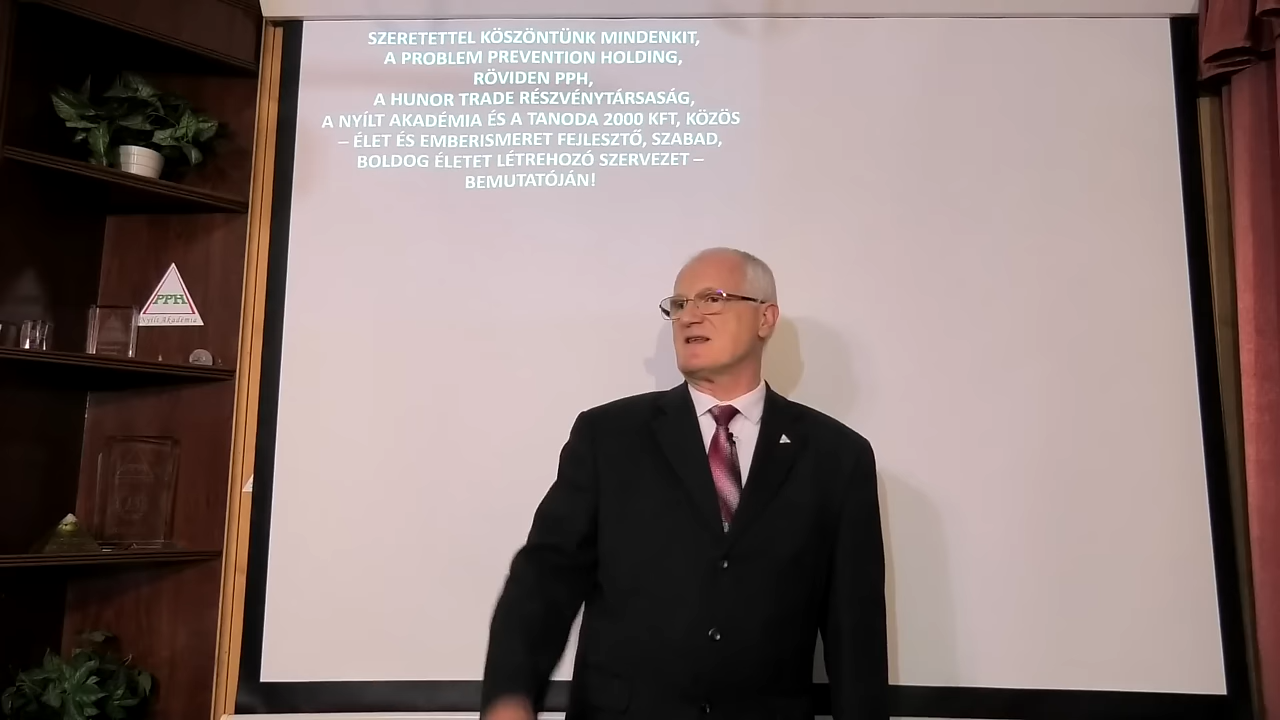 SZERETETTEL KÖSZÖNTÜNK MINDENKIT,
A PROBLEM PREVENTION HOLDING,
RÖVIDEN PPH,
A HUNOR TRADE RÉSZVÉNYTÁRSASÁG,
A NYÍLT AKADÉMIA ÉS A TANODA 2000 KFT, KÖZÖS
– ÉLET ÉS EMBERISMERET FEJLESZTŐ, SZABAD,
BOLDOG ÉLETET LÉTREHOZÓ SZERVEZET –
BEMUTATÓJÁN!
PPH
Nyílt Akadémia